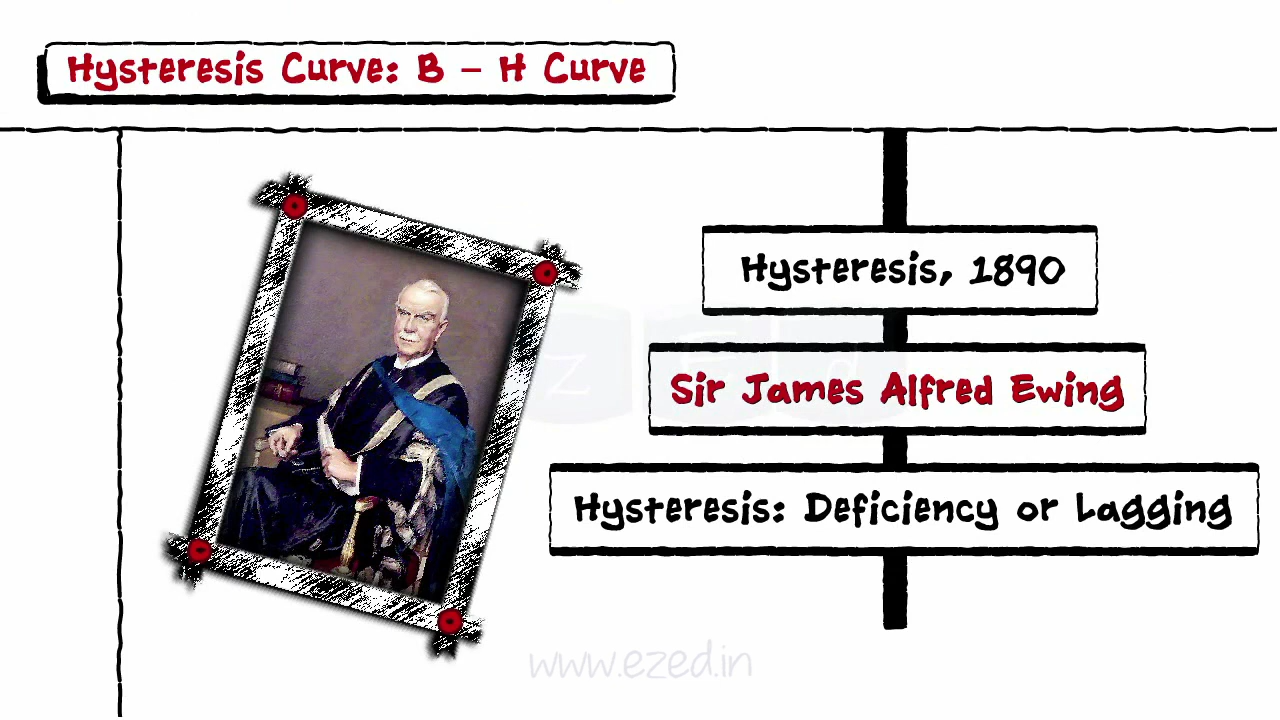 Hysteresis Curve: B – H Curve
Hysteresis, 1890
Sir James Alfred Ewing
Hysteresis: Deficiency or Lagging
www.ezed.in